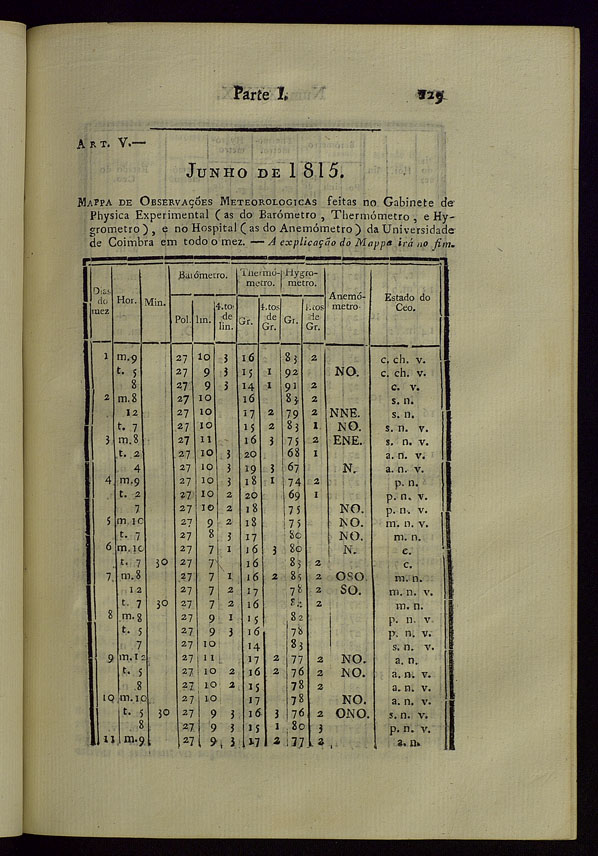 Parte I. 129
ART. V.—
JUNHO DE 1815.
MAPPA DE OBSERVAÇÕES METEOROLOGICAS feitas no Gabinete de
Physica Experimental ( as do Barómetro , Thermómetro , e Hy-
grometro ) , e no Hospital ( as do Anemómetro ) da Universidade
de Coimbra em todo o mez. — A explicação do Mappa irá no fim.
Dias do mez Hor. Min. Barómetro. Thermó-metro. Hygro-metro. Anemó-metro. Estado do Ceo.
Pol. lin. 4.tos de lin. Gr. 4.tos de Gr. Gr. 4.tos de Gr.
1 m.9 27 10 3 16 83 2 c. ch. v.
t. 5 27 9 3 15 1 92 NO. c. ch. v.
8 27 9 3 14 1 91 2 c. v.
2 m.8 27 10 16 83 2 s. n.
12 27 10 17 2 79 2 NNE. s. n.
t. 7 27 10 15 2 83 1 NO. s. n. v.
3 m.8 27 11 16 3 75 2 ENE. s. n. v.
t. 2 27 10 3 20 68 1 a. n. v.
4 27 10 3 19 3 67 N. a. n. v.
4 m.9 27 10 3 18 1 74 2 p. n.
t. 2 27 10 2 20 69 1 p. n. v.
7 27 10 2 18 75 NO. p. n. v.
5 m.10 27 9 2 18 75 NO. m. n. v.
t. 7 27 8 3 17 80 NO. m. n.
6 m.10 27 7 1 16 3 80 N. c.
t. 7 30 27 7 16 83 2 c.
7 m.8 27 7 1 16 2 85 2 OSO m. n.
12 27 7 2 17 78 2 SO. m. n. v.
t. 7 30 27 7 2 16 2 m. n.
8 m.8 27 9 1 15 82 p. n. v.
t. 5 27 9 3 16 78 p. n. v.
7 27 10 14 83 s. n. v.
9 m.12 27 11 17 2 77 2 NO. a. n.
t. 5 27 10 2 16 2 76 2 NO. a. n. v.
8 27 10 2 15 78 2 a. n. v.
10 m.10 27 10 17 78 NO. a. n. v.
t. 5 30 27 9 3 16 3 76 2 ONO. s. n. v.
8 27 9 3 15 1 80 3 p. n. v.
11 m.9 27 9 3 17 2 77 2 a. n.